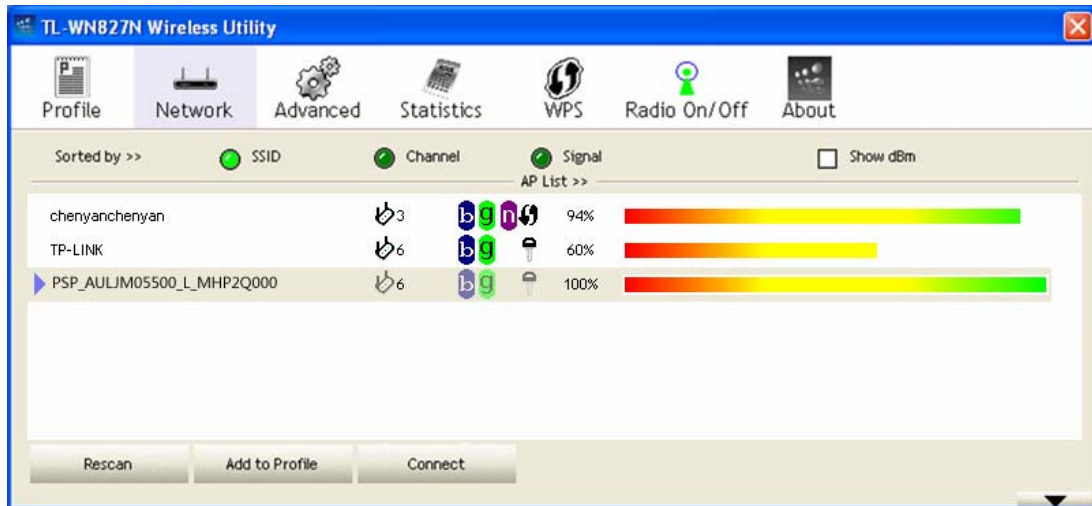 TL-WN827N Wireless Utility
Profile Network Advanced Statistics WPS Radio On/Off About
Sorted by >> SSID Channel Signal Show dBm
AP List >>
chenyanchenyan 3 b g n 94%
TP-LINK 6 b g 60%
PSP_AULJM05500_L_MHP2Q000 6 b g 100%
Rescan Add to Profile Connect